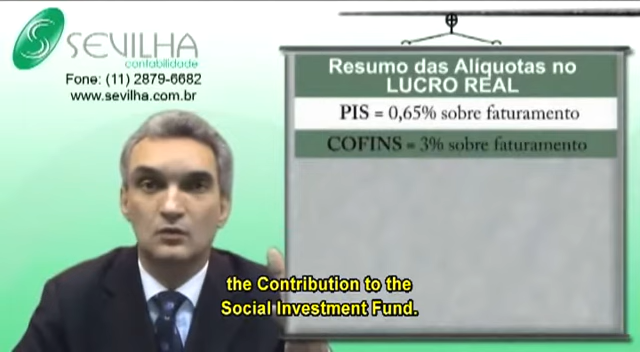 SEVILHA
contabilidade
Fone: (11) 2879-6682
www.sevilha.com.br
Resumo das Alíquotas no
LUCRO REAL
PIS = 0,65% sobre faturamento
COFINS = 3% sobre faturamento
the Contribution to the
Social Investment Fund.